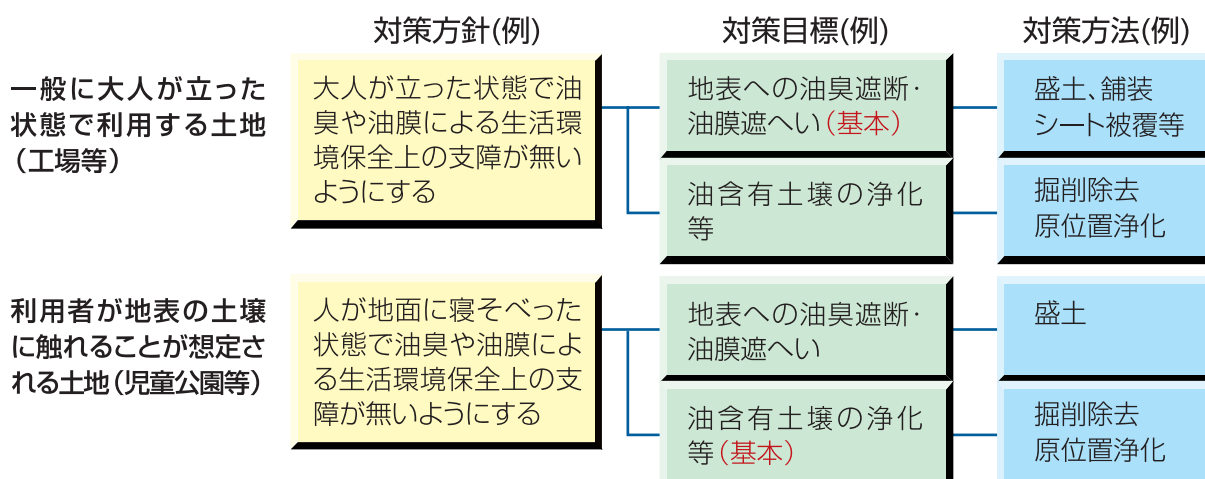 対策方針(例)
対策目標(例)
対策方法(例)
一般に大人が立った
状態で利用する土地
(工場等)
大人が立った状態で油
臭や油膜による生活環
境保全上の支障が無い
ようにする
地表への油臭遮断・
油膜遮へい(基本)
盛土、舗装
シート被覆等
油含有土壌の浄化
等
掘削除去
原位置浄化
利用者が地表の土壌
に触れることが想定さ
れる土地(児童公園等)
人が地面に寝そべった
状態で油臭や油膜によ
る生活環境保全上の支
障が無いようにする
地表への油臭遮断・
油膜遮へい
盛土
油含有土壌の浄化
等(基本)
掘削除去
原位置浄化